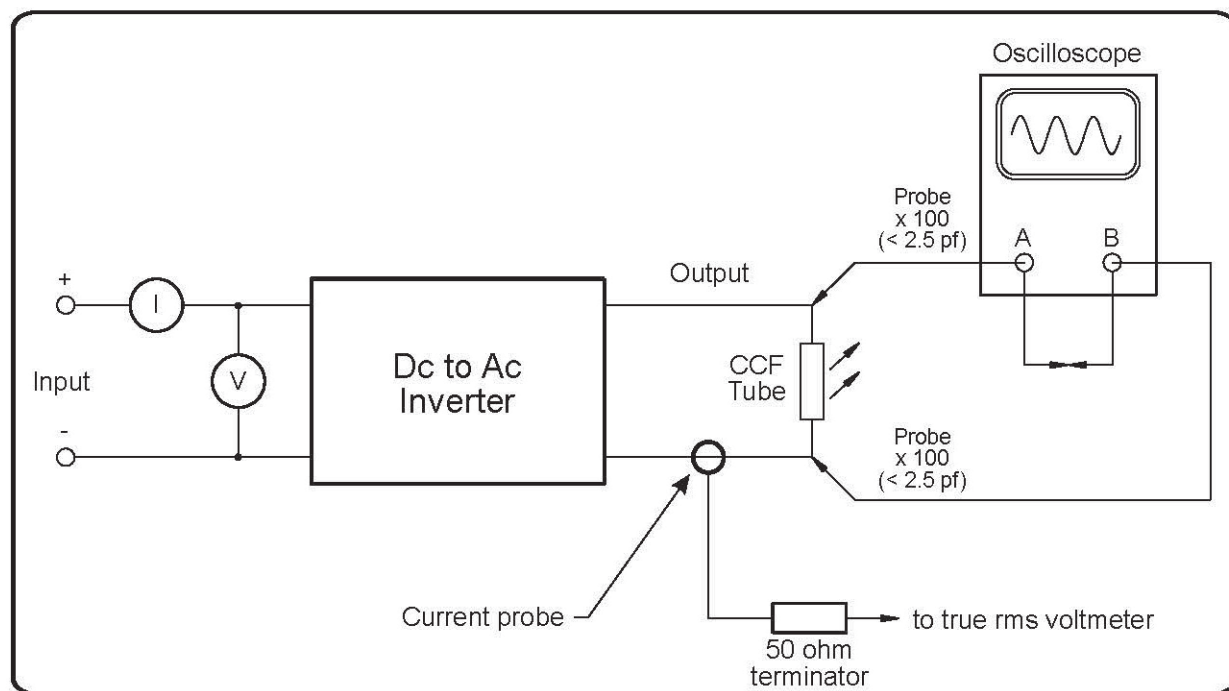 Oscilloscope
Probe
x 100
(< 2.5 pf)
A
B
+
I
Output
Input
V
Dc to Ac
Inverter
CCF
Tube
-
Probe
x 100
(< 2.5 pf)
Current probe
to true rms voltmeter
50 ohm
terminator